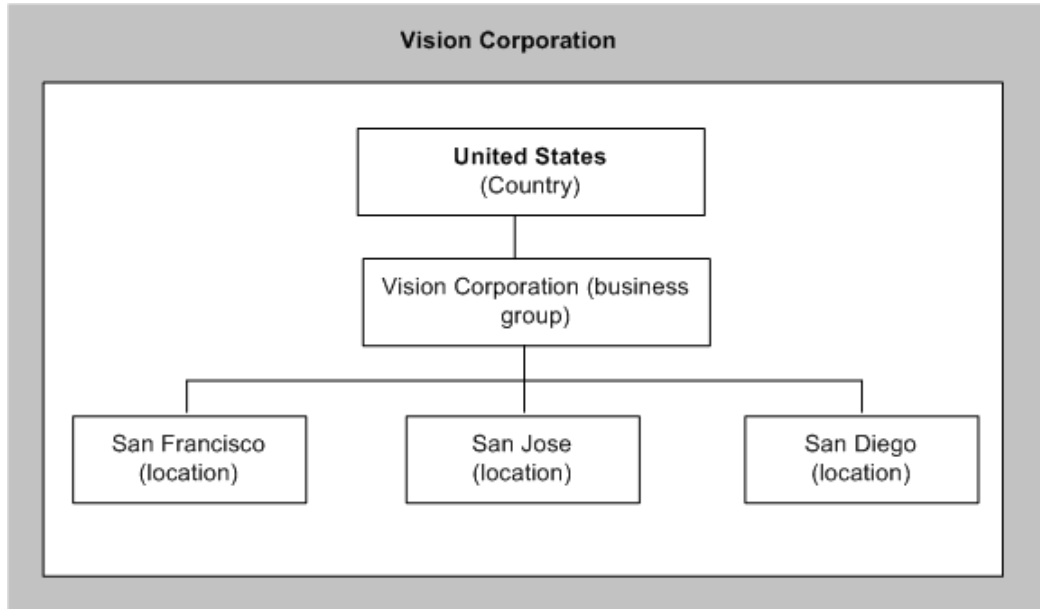 Vision Corporation
United States
(Country)
Vision Corporation (business
group)
San Francisco
(location)
San Jose
(location)
San Diego
(location)